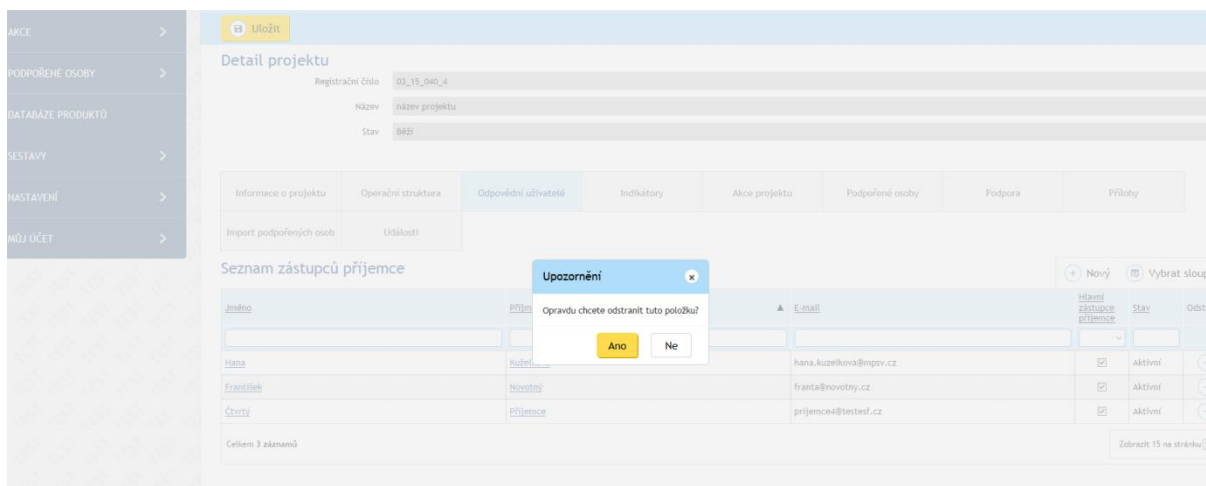 AKCE
PODPOŘENÉ OSOBY
DATABÁZE PRODUKTŮ
SESTAVY
NASTAVENÍ
MŮJ ÚČET
Uložit
Detail projektu
Registrační číslo 03_15_040_4
Název název projektu
Stav Běží
Informace o projektu Operační struktura Odpovědní uživatelé Indikátory Akce projektu Podpořené osoby Podpora Přílohy
Import podpořených osob Události
Seznam zástupců příjemce
Nový Vybrat sloup
Upozornění
Opravdu chcete odstranit tuto položku?
Ano Ne
Jméno Příjm E-mail Hlavní zástupce příjemce Stav Odst
Hana hana.kuzelkova@mpsv.cz Aktivní
František Novotný franta@novotny.cz Aktivní
Čtvrtý Příjemce prijemce4@testesf.cz Aktivní
Celkem 3 záznamů
Zobrazit 15 na stránku